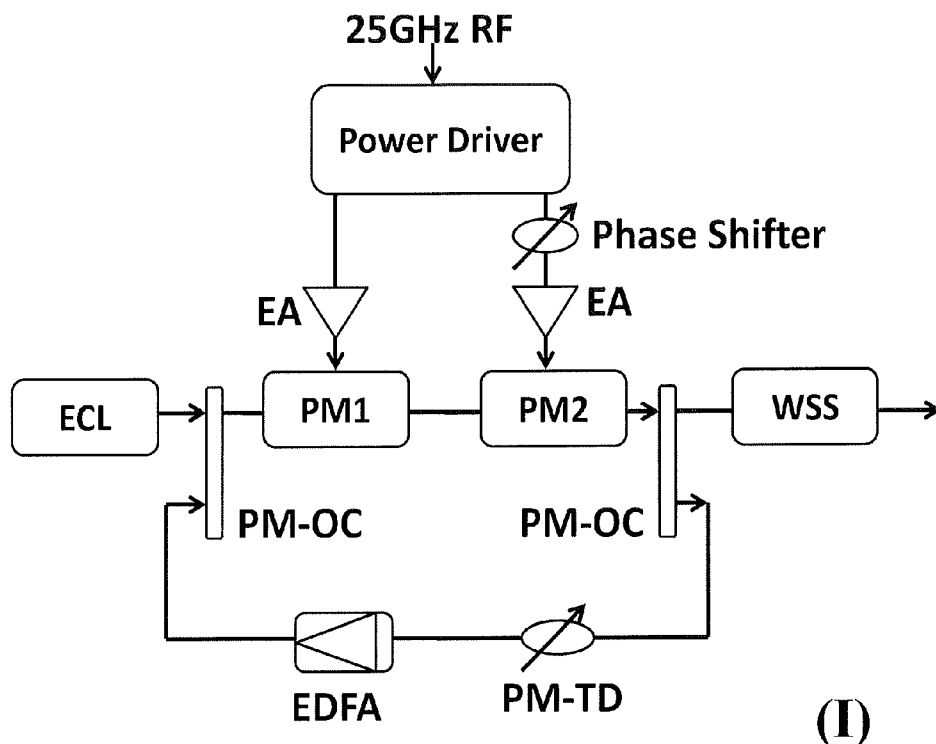 25GHz RF
Power Driver
Phase Shifter
EA
EA
ECL
PM1
PM2
WSS
PM-OC
PM-OC
EDFA
PM-TD
(I)